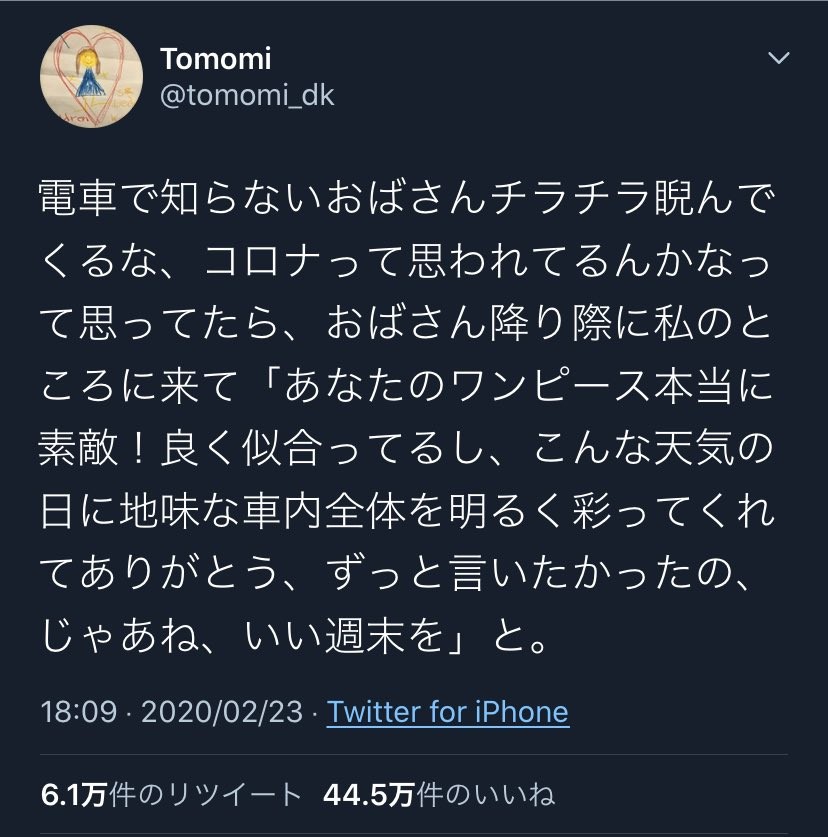 Tomomi
@tomomi_dk
電車で知らないおばさんチラチラ睨んで
くるな、コロナって思われてるんかなっ
て思ってたら、おばさん降り際に私のと
ころに来て「あなたのワンピース本当に
素敵！良く似合ってるし、こんな天気の
日に地味な車内全体を明るく彩ってくれ
てありがとう、ずっと言いたかったの、
じゃあね、いい週末を」と。
18:09 · 2020/02/23 · Twitter for iPhone
6.1万件のリツイート 44.5万件のいいね